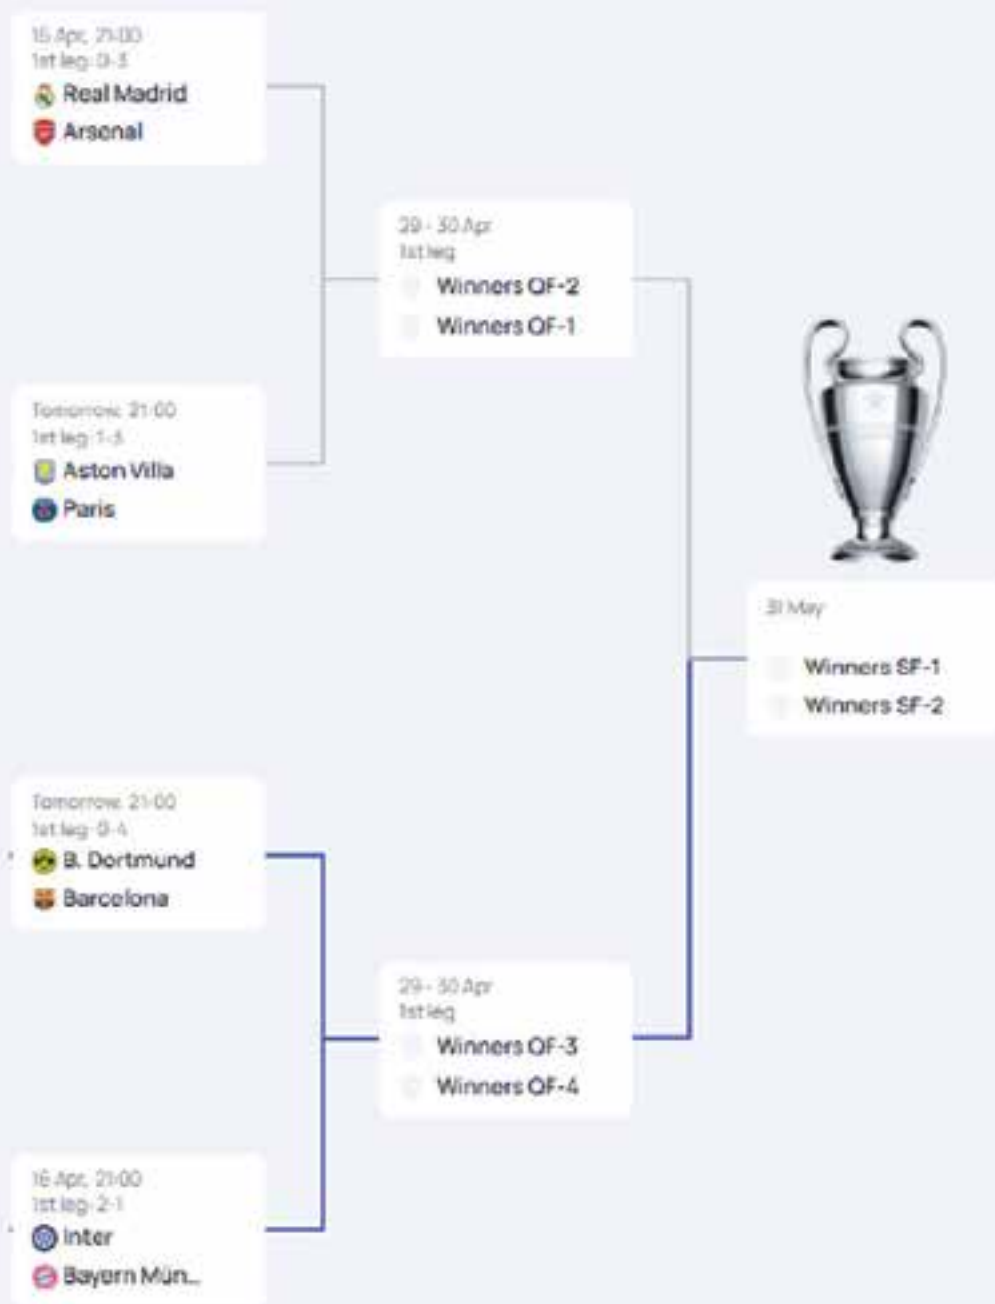 16 Apr, 21:00
1st leg: 0-3
Real Madrid
Arsenal
29 - 30 Apr
1st leg
Winners QF-2
Winners QF-1
Tomorrow, 21:00
1st leg: 1-3
Aston Villa
Paris
31 May
Winners SF-1
Winners SF-2
Tomorrow, 21:00
1st leg: 0-4
B. Dortmund
Barcelona
29 - 30 Apr
1st leg
Winners QF-3
Winners QF-4
16 Apr, 21:00
1st leg: 2-1
Inter
Bayern Mün...